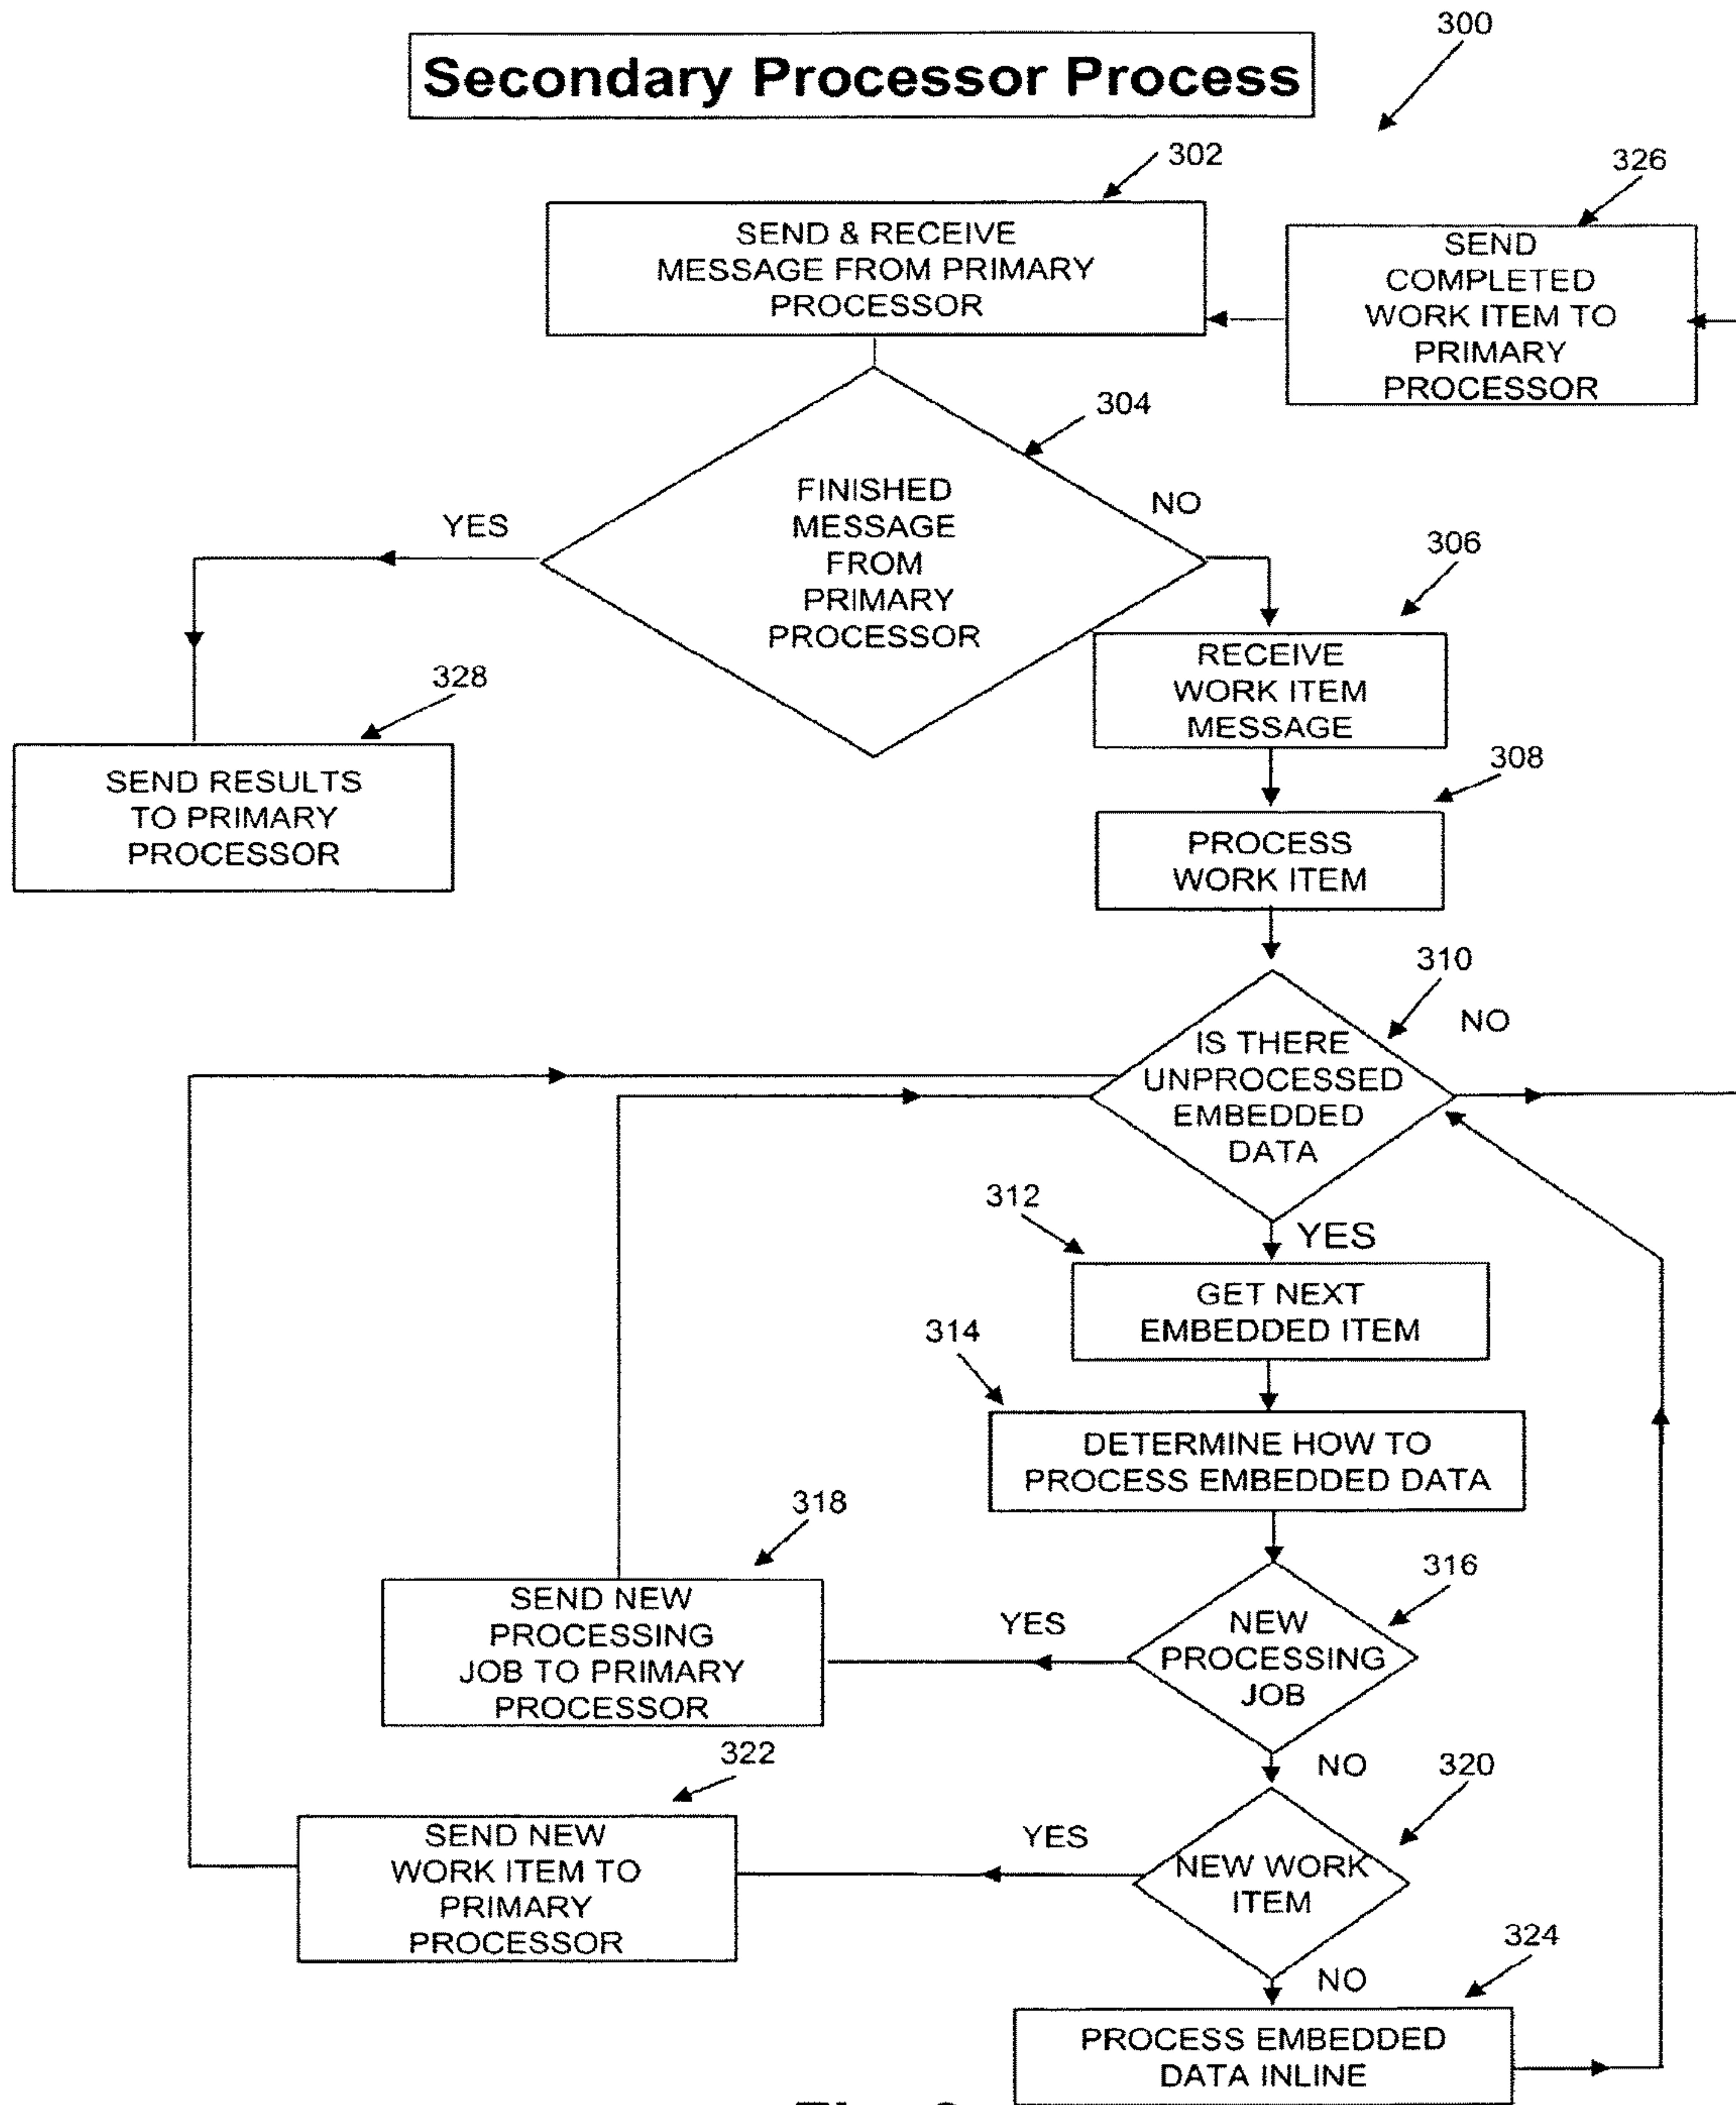 300
Secondary Processor Process
302
326
SEND & RECEIVE
MESSAGE FROM PRIMARY
PROCESSOR
SEND
COMPLETED
WORK ITEM TO
PRIMARY
PROCESSOR
304
FINISHED
MESSAGE
FROM
PRIMARY
PROCESSOR
YES
NO
306
RECEIVE
WORK ITEM
MESSAGE
328
SEND RESULTS
TO PRIMARY
PROCESSOR
308
PROCESS
WORK ITEM
310
NO
IS THERE
UNPROCESSED
EMBEDDED
DATA
312
YES
GET NEXT
EMBEDDED ITEM
314
DETERMINE HOW TO
PROCESS EMBEDDED DATA
318
316
SEND NEW
PROCESSING
JOB TO PRIMARY
PROCESSOR
YES
NEW
PROCESSING
JOB
322
NO
320
SEND NEW
WORK ITEM TO
PRIMARY
PROCESSOR
YES
NEW WORK
ITEM
324
NO
PROCESS EMBEDDED
DATA INLINE